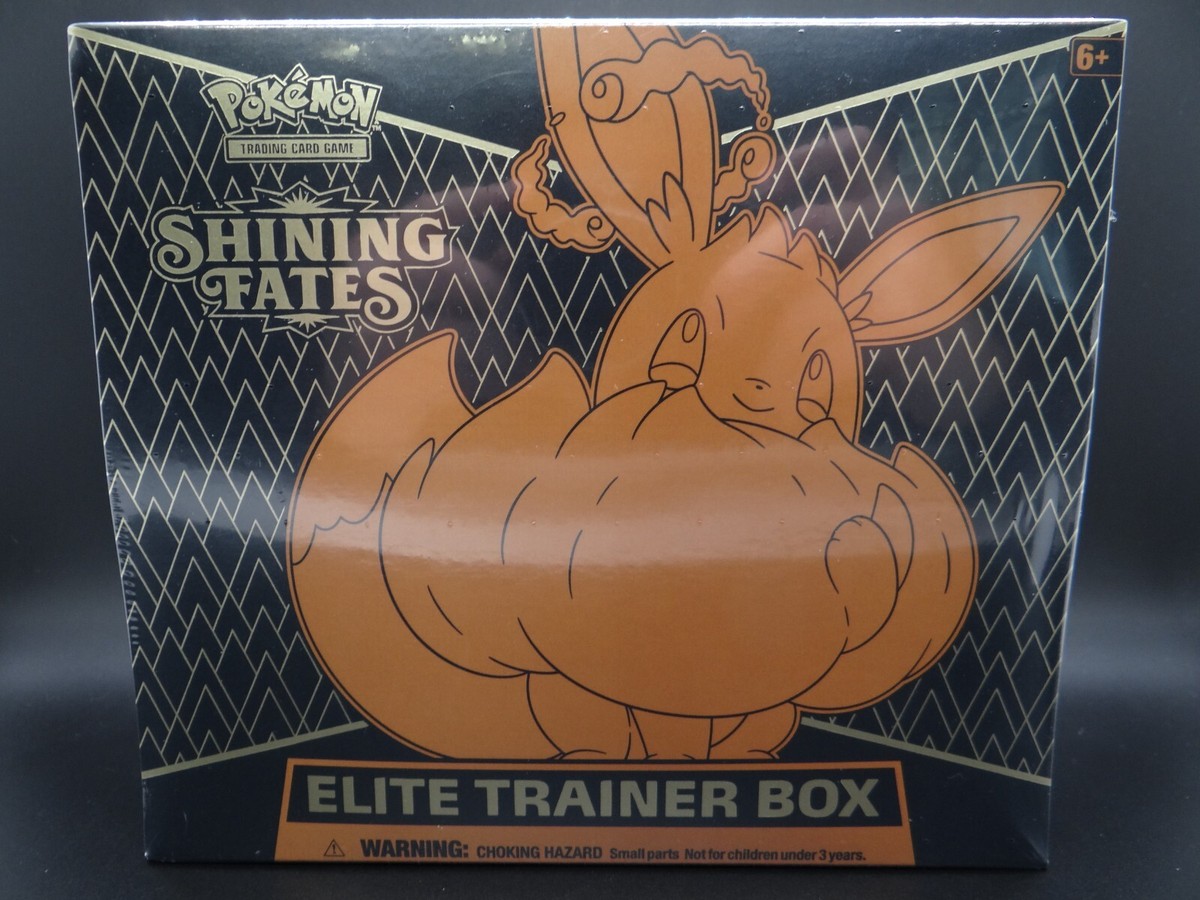 6+
POKéMON
TRADING CARD GAME
SHINING
FATES
ELITE TRAINER BOX
WARNING: CHOKING HAZARD Small parts Not for children under 3 years.